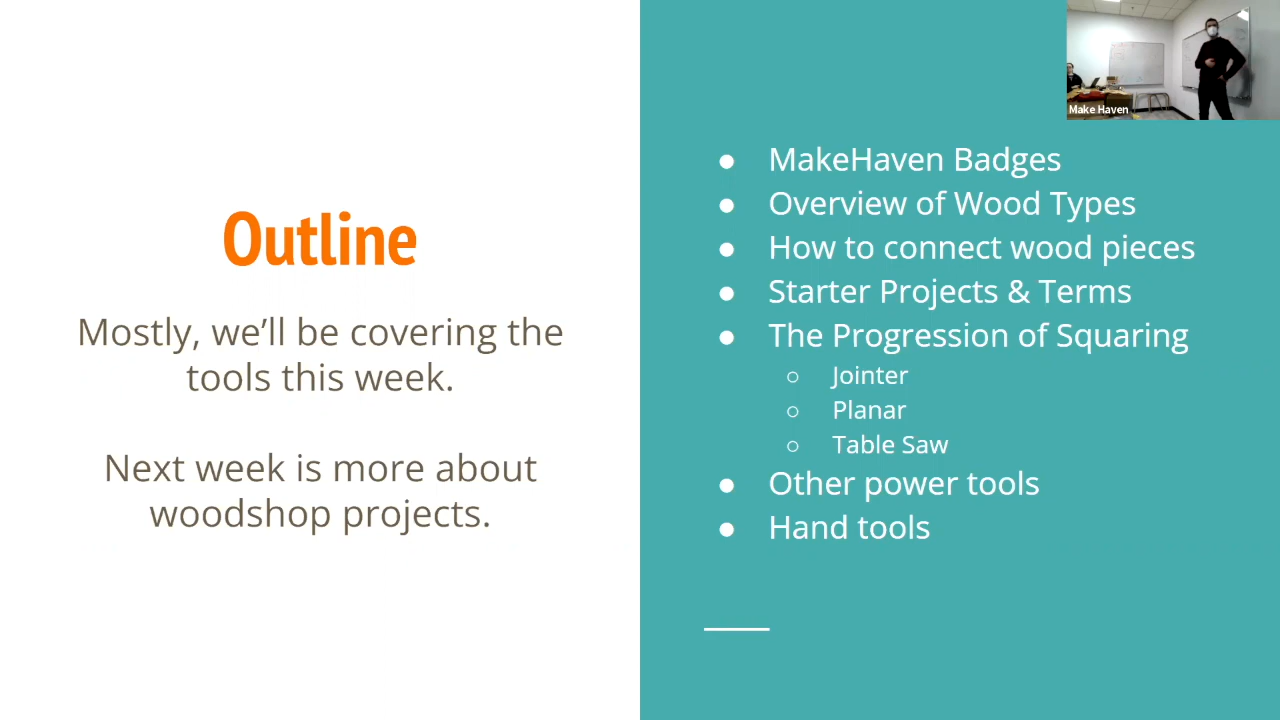 Outline
Mostly, we'll be covering the
tools this week.
Next week is more about
woodshop projects.
Make Haven
● MakeHaven Badges
● Overview of Wood Types
● How to connect wood pieces
● Starter Projects & Terms
● The Progression of Squaring
○ Jointer
○ Planar
○ Table Saw
● Other power tools
● Hand tools